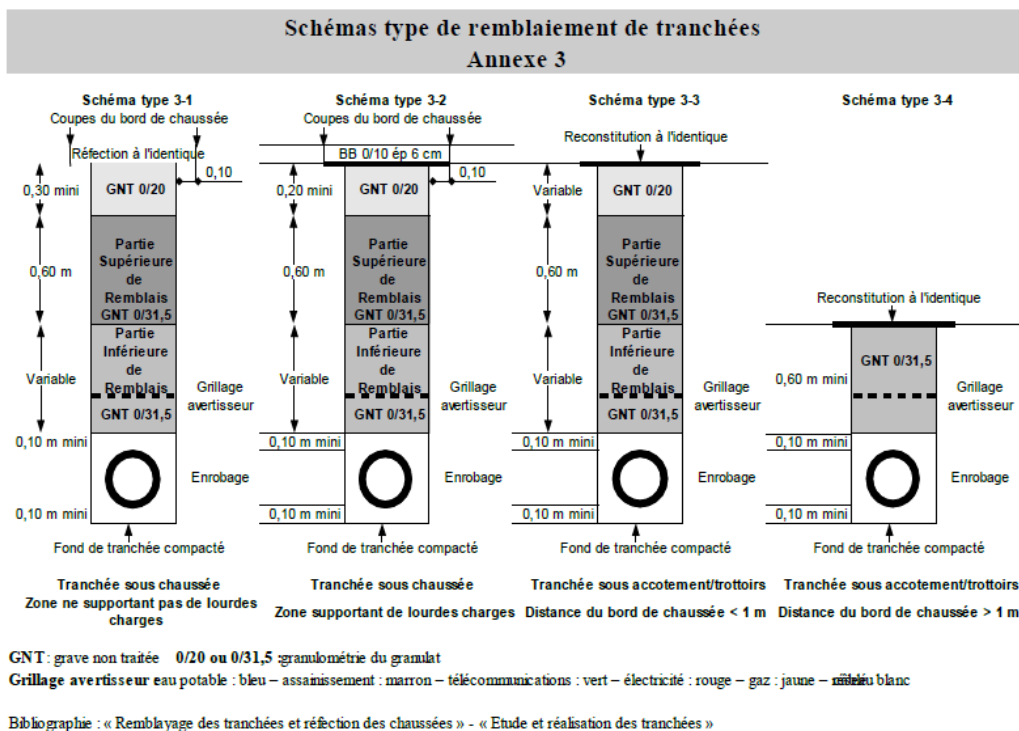 Schémas type de remblaiement de tranchées
Annexe 3
Schéma type 3-1
Coupes du bord de chaussée
Réfection à l'identique
0,10
0,30 mini
GNT 0/20
0,60 m
Partie
Supérieure
de
Remblais
GNT 0/31,5
Partie
Inférieure
de
Remblais
Variable
GNT 0/31,5
Grillage
avertisseur
0,10 m mini
Enrobage
0,10 m mini
Fond de tranchée compacté
Tranchée sous chaussée
Zone ne supportant pas de lourdes
charges
Schéma type 3-2
Coupes du bord de chaussée
BB 0/10 ép 6 cm
0,10
0,20 mini
GNT 0/20
0,60 m
Partie
Supérieure
de
Remblais
GNT 0/31,5
Partie
Inférieure
de
Remblais
Variable
GNT 0/31,5
Grillage
avertisseur
0,10 m mini
Enrobage
0,10 m mini
Fond de tranchée compacté
Tranchée sous chaussée
Zone supportant de lourdes charges
Schéma type 3-3
Reconstitution à l'identique
Variable
GNT 0/20
0,60 m
Partie
Supérieure
de
Remblais
GNT 0/31,5
Partie
Inférieure
de
Remblais
Variable
GNT 0/31,5
Grillage
avertisseur
0,10 m mini
Enrobage
0,10 m mini
Fond de tranchée compacté
Tranchée sous accotement/trottoirs
Distance du bord de chaussée < 1 m
Schéma type 3-4
Reconstitution à l'identique
GNT 0/31,5
0,60 m mini
0,10 m mini
Enrobage
0,10 m mini
Fond de tranchée compacté
Tranchée sous accotement/trottoirs
Distance du bord de chaussée > 1 m
GNT : grave non traitée 0/20 ou 0/31,5 : granulométrie du granulat
Grillage avertisseur eau potable : bleu – assainissement : marron – télécommunications : vert – électricité : rouge – gaz : jaune – blanc
Bibliographie : « Remblayage des tranchées et réfection des chaussées » - « Etude et réalisation des tranchées »